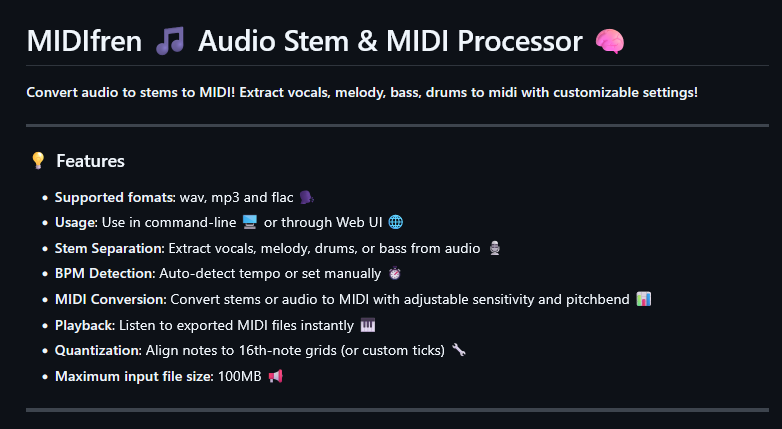 MIDIfren 🎵 Audio Stem & MIDI Processor 🧠
Convert audio to stems to MIDI! Extract vocals, melody, bass, drums to midi with customizable settings!
💡 Features
• Supported fomats: wav, mp3 and flac 🗣️
• Usage: Use in command-line 🖥️ or through Web UI 🌐
• Stem Separation: Extract vocals, melody, drums, or bass from audio 🎙️
• BPM Detection: Auto-detect tempo or set manually ⏱️
• MIDI Conversion: Convert stems or audio to MIDI with adjustable sensitivity and pitchbend 📊
• Playback: Listen to exported MIDI files instantly 🎹
• Quantization: Align notes to 16th-note grids (or custom ticks) 🔧
• Maximum input file size: 100MB 📢